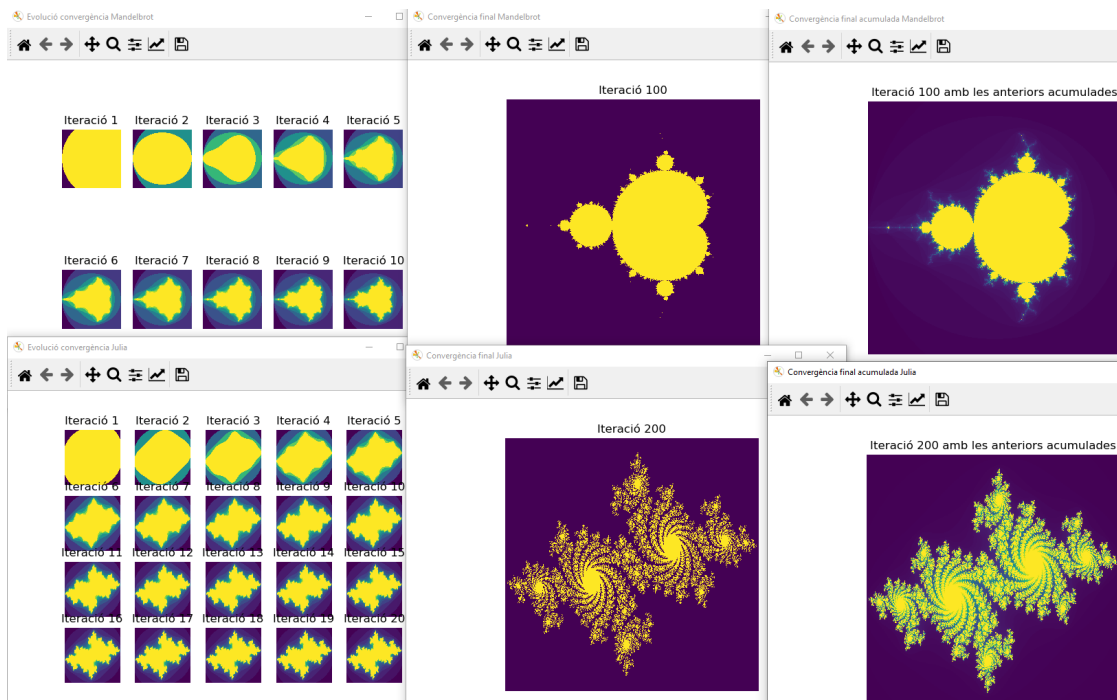 Evolució convergència Mandelbrot
Iteració 1 Iteració 2 Iteració 3 Iteració 4 Iteració 5
Iteració 6 Iteració 7 Iteració 8 Iteració 9 Iteració 10
Convergència final Mandelbrot
Iteració 100
Convergència final acumulada Mandelbrot
Iteració 100 amb les anteriors acumulades
Evolució convergència Julia
Iteració 1 Iteració 2 Iteració 3 Iteració 4 Iteració 5
Iteració 6 Iteració 7 Iteració 8 Iteració 9 Iteració 10
Iteració 11 Iteració 12 Iteració 13 Iteració 14 Iteració 15
Iteració 16 Iteració 17 Iteració 18 Iteració 19 Iteració 20
Convergència final Julia
Iteració 200
Convergència final acumulada Julia
Iteració 200 amb les anteriors acumulades